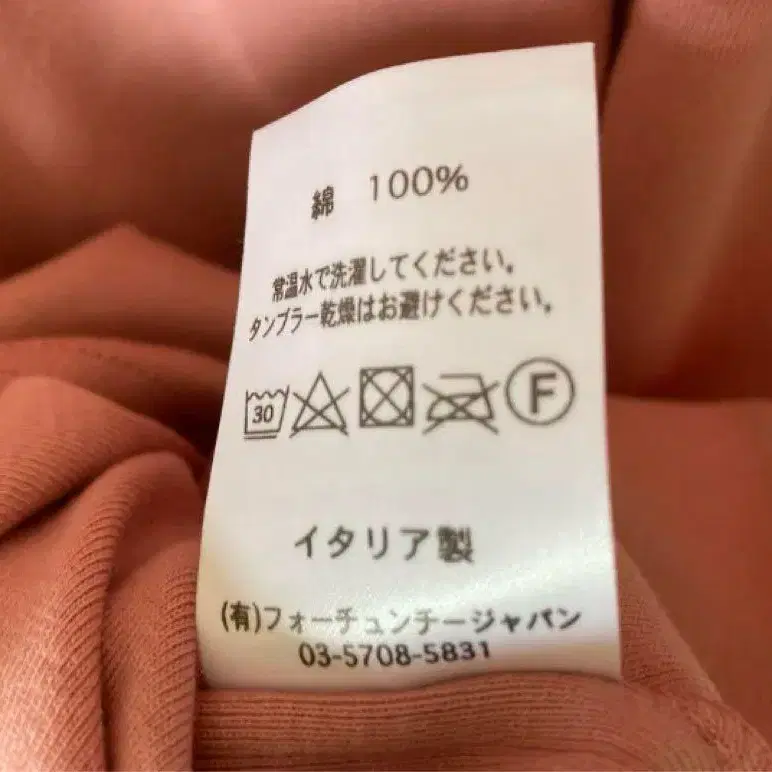 綿 100%
常温水で洗濯してください。
タンブラー乾燥はお避けください。
30 F
イタリア製
(有)フォーチュンチージャパン
03-5708-5831